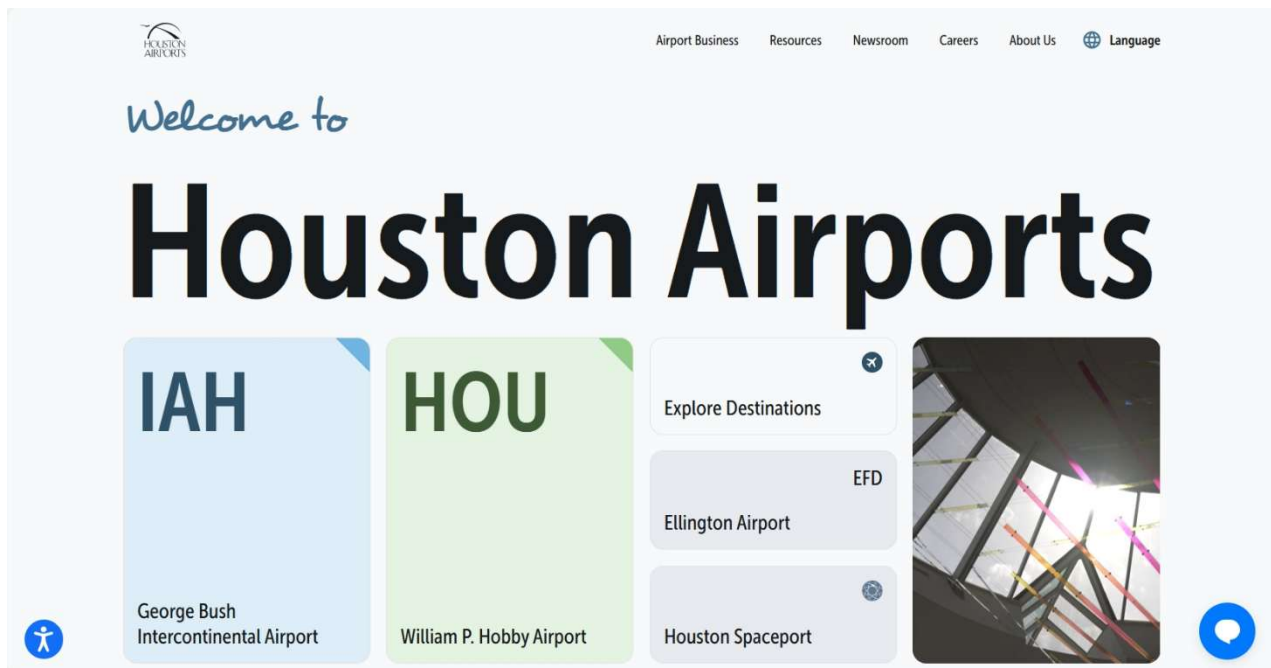 HOUSTON
AIRPORTS
Airport Business Resources Newsroom Careers About Us Language
Welcome to
Houston Airports
IAH
George Bush
Intercontinental Airport
HOU
William P. Hobby Airport
Explore Destinations
EFD
Ellington Airport
Houston Spaceport